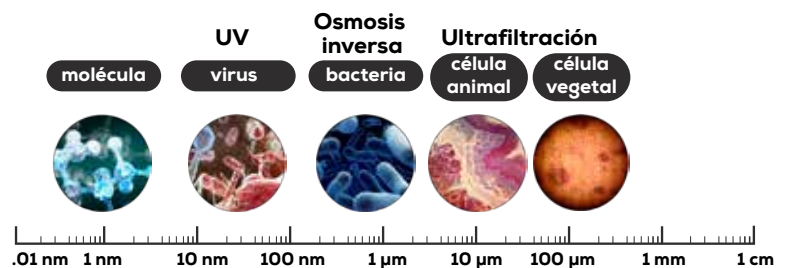 UV
Osmosis
inversa
Ultrafiltración
molécula
virus
bacteria
célula
animal
célula
vegetal
.01 nm 1 nm 10 nm 100 nm 1 µm 10 µm 100 µm 1 mm 1 cm